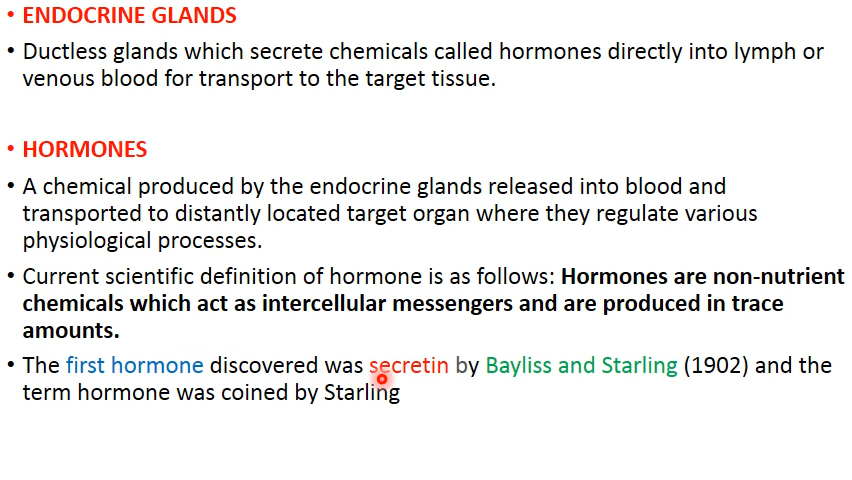 • ENDOCRINE GLANDS
• Ductless glands which secrete chemicals called hormones directly into lymph or
venous blood for transport to the target tissue.
• HORMONES
• A chemical produced by the endocrine glands released into blood and
transported to distantly located target organ where they regulate various
physiological processes.
• Current scientific definition of hormone is as follows: Hormones are non-nutrient
chemicals which act as intercellular messengers and are produced in trace
amounts.
• The first hormone discovered was secretin by Bayliss and Starling (1902) and the
term hormone was coined by Starling